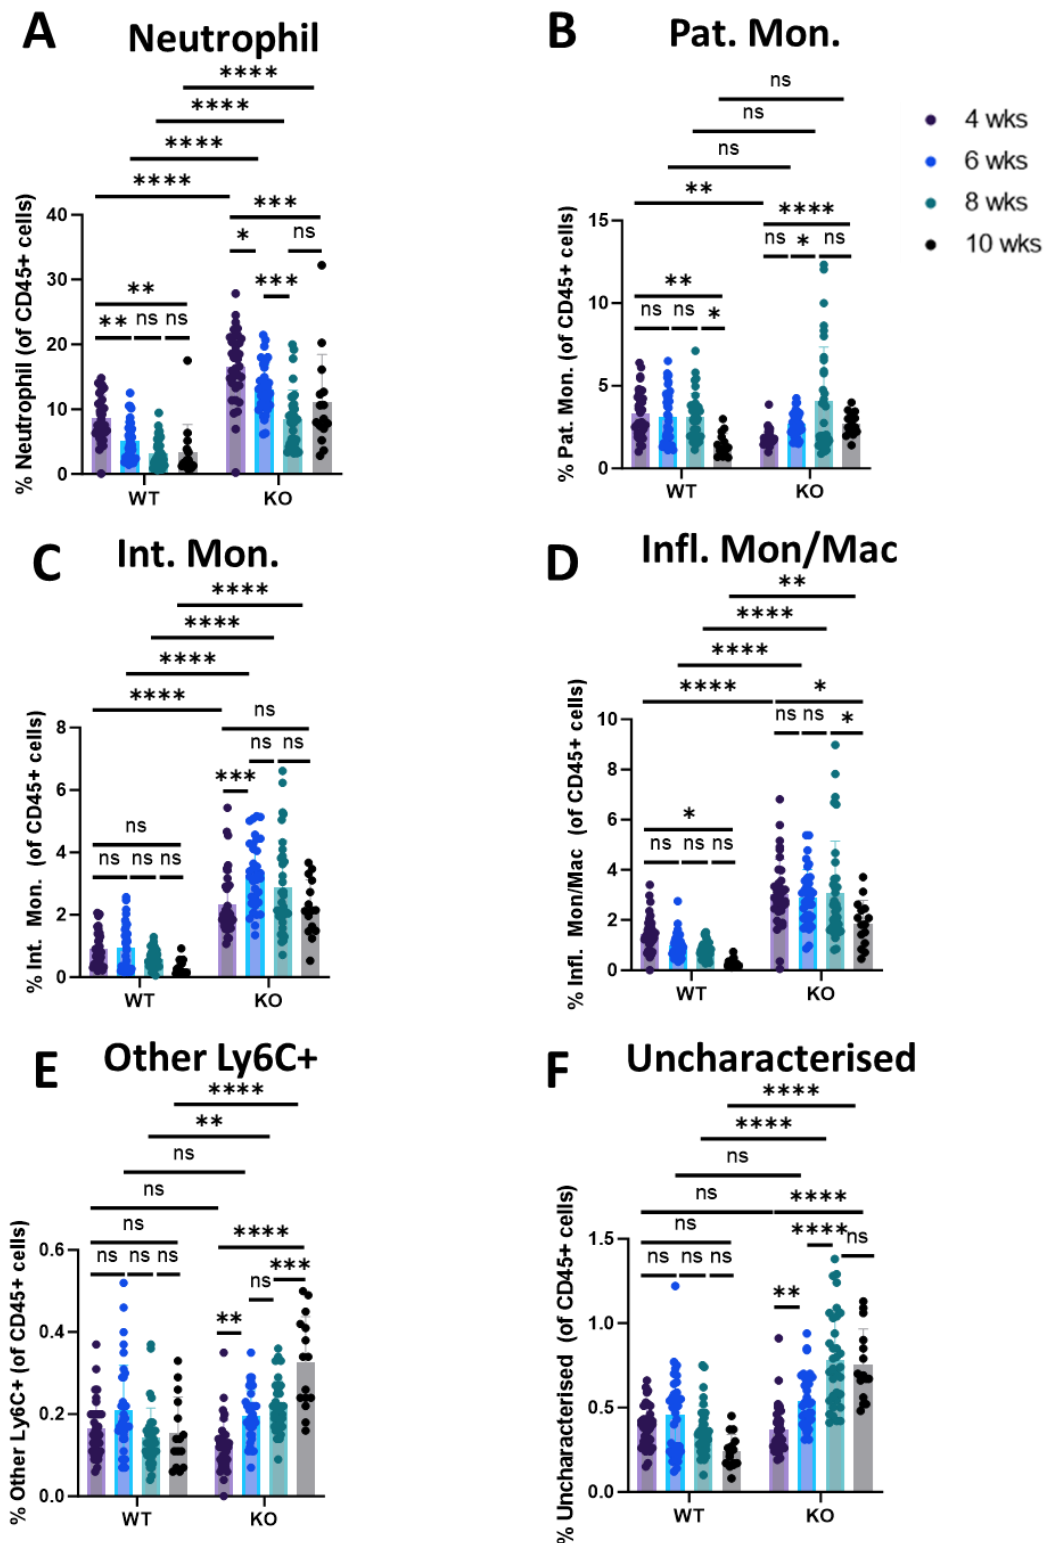 A
Neutrophil
****
****
****
****
***
*
ns
***
**
**
ns
ns
% Neutrophil (of CD45+ cells)
40
30
20
10
0
WT
KO
B
Pat. Mon.
ns
ns
ns
**
****
ns
*
ns
**
ns
ns
*
% Pat. Mon. (of CD45+ cells)
15
10
5
0
WT
KO
4 wks
6 wks
8 wks
10 wks
C
Int. Mon.
****
****
****
****
ns
ns
ns
***
ns
ns
ns
ns
% Int. Mon. (of CD45+ cells)
8
6
4
2
0
WT
KO
D
Infl. Mon/Mac
**
****
****
****
*
ns
ns
*
*
ns
ns
ns
% Infl. Mon/Mac (of CD45+ cells)
10
8
6
4
2
0
WT
KO
E
Other Ly6C+
****
**
ns
ns
ns
ns
ns
ns
****
***
ns
**
% Other Ly6C+ (of CD45+ cells)
0.6
0.4
0.2
0.0
WT
KO
F
Uncharacterised
****
****
ns
ns
****
ns
****
ns
ns
ns
ns
**
% Uncharacterised (of CD45+ cells)
1.5
1.0
0.5
0.0
WT
KO